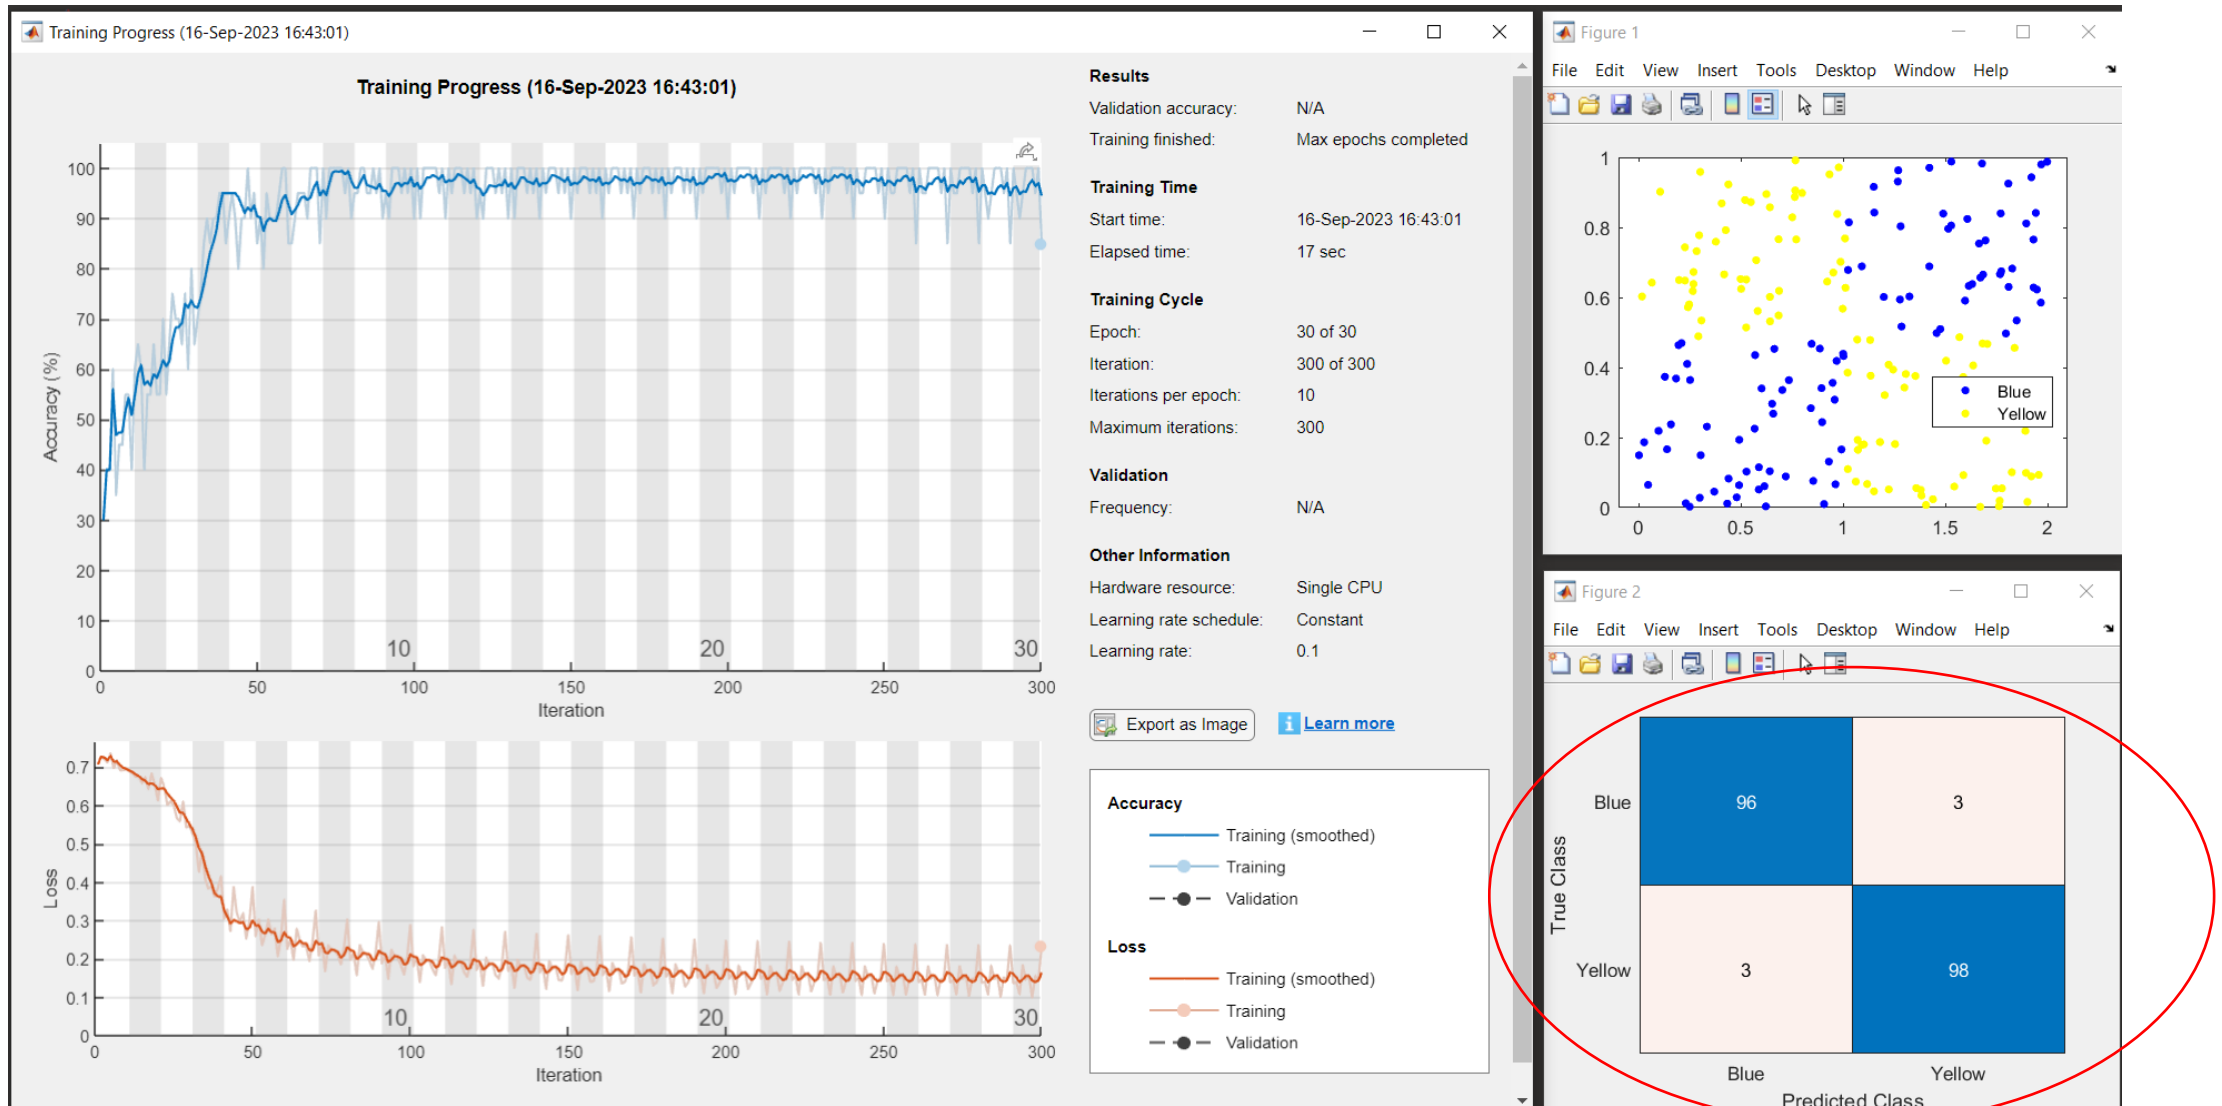 Training Progress (16-Sep-2023 16:43:01)
Training Progress (16-Sep-2023 16:43:01)
100
90
80
70
60
50
40
30
20
10
0
Accuracy (%)
10
20
30
0
50
100
150
200
250
300
Iteration
0.7
0.6
0.5
0.4
0.3
0.2
0.1
0
Loss
10
20
30
0
50
100
150
200
250
300
Iteration
Results
Validation accuracy: N/A
Training finished: Max epochs completed
Training Time
Start time: 16-Sep-2023 16:43:01
Elapsed time: 17 sec
Training Cycle
Epoch: 30 of 30
Iteration: 300 of 300
Iterations per epoch: 10
Maximum iterations: 300
Validation
Frequency: N/A
Other Information
Hardware resource: Single CPU
Learning rate schedule: Constant
Learning rate: 0.1
Export as Image
Learn more
Accuracy
Training (smoothed)
Training
Validation
Loss
Training (smoothed)
Training
Validation
Figure 1
File Edit View Insert Tools Desktop Window Help
1
0.8
0.6
0.4
0.2
0
0
0.5
1
1.5
2
Blue
Yellow
Figure 2
File Edit View Insert Tools Desktop Window Help
True Class
Blue
96
3
Yellow
3
98
Blue
Yellow
Predicted Class